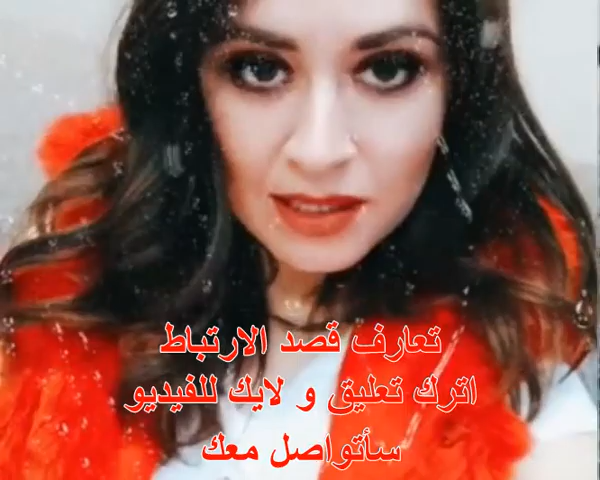 تعارف قصد الارتباط
اترك تعليق و لايك للفيديو
سأتواصل معك